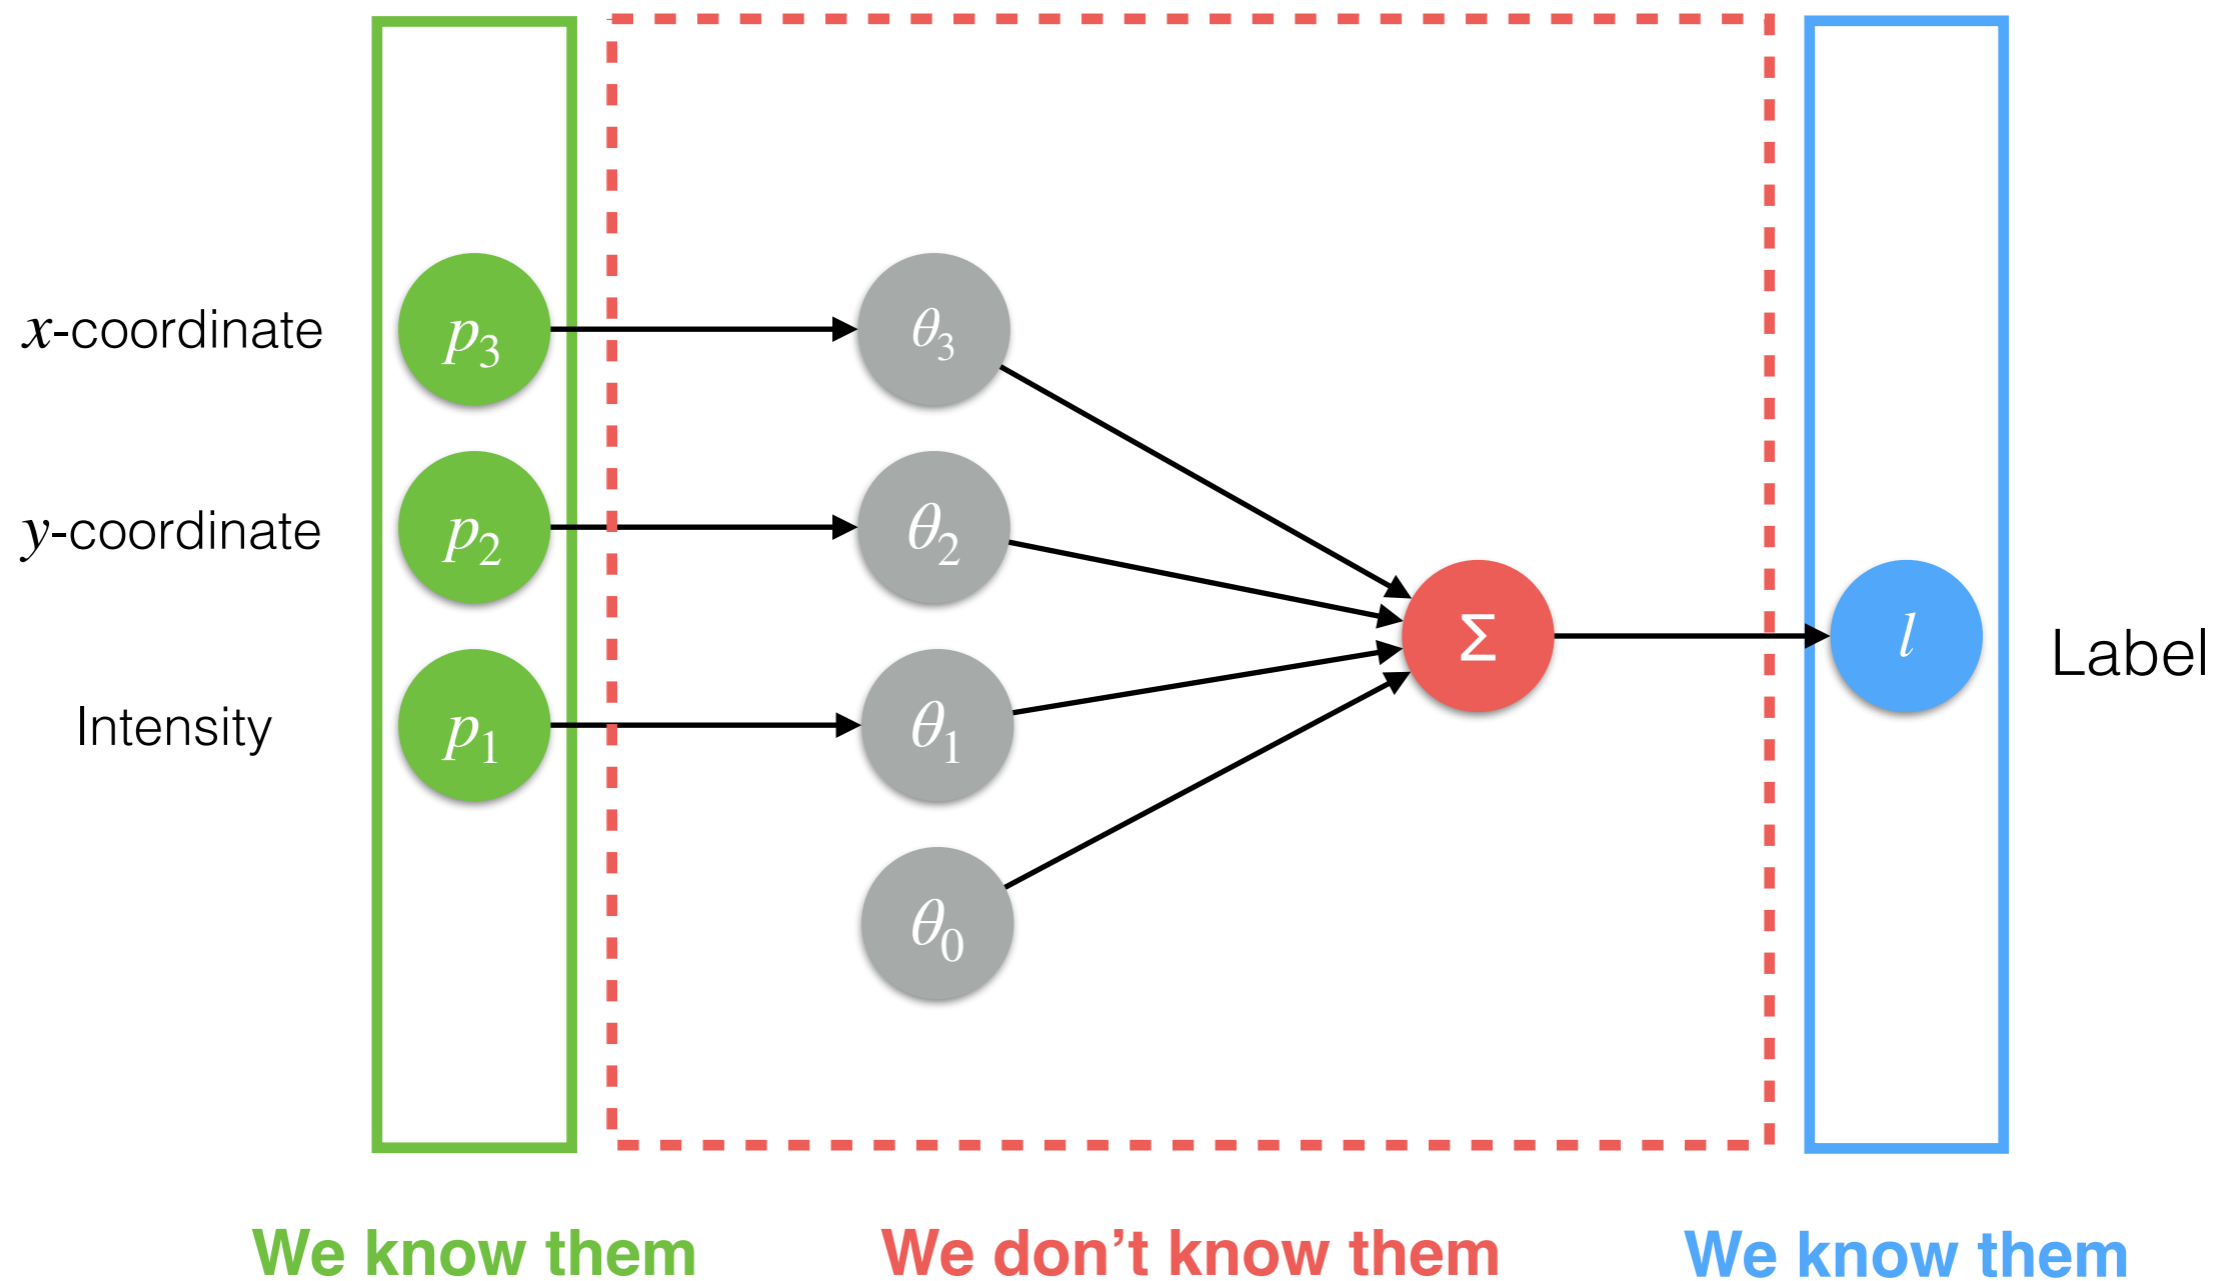 x-coordinate p₃ θ₃
y-coordinate p₂ θ₂
Σ l Label
Intensity p₁ θ₁
θ₀
We know them We don’t know them We know them